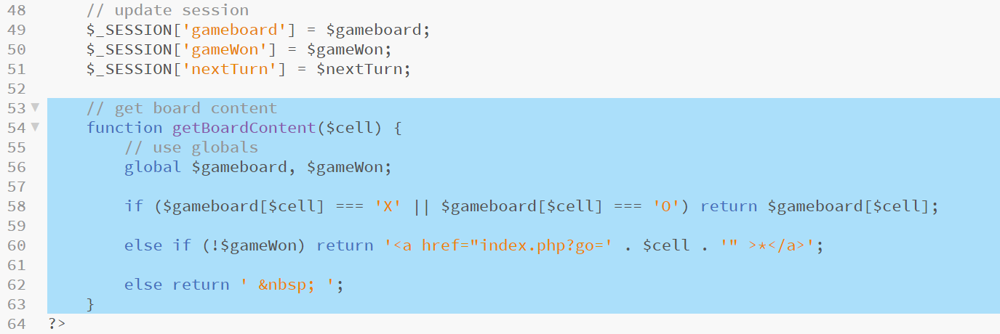 48 // update session
49 $_SESSION['gameboard'] = $gameboard;
50 $_SESSION['gameWon'] = $gameWon;
51 $_SESSION['nextTurn'] = $nextTurn;
52
53 // get board content
54 function getBoardContent($cell) {
55 // use globals
56 global $gameboard, $gameWon;
57
58 if ($gameboard[$cell] === 'X' || $gameboard[$cell] === 'O') return $gameboard[$cell];
59
60 else if (!$gameWon) return '<a href="index.php?go=' . $cell . '" >*</a>';
61
62 else return ' &nbsp; ';
63 }
64 ?>